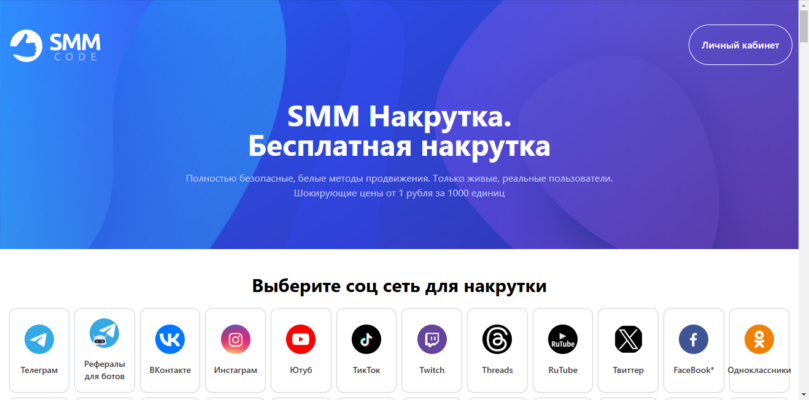 SMM
CODE
Личный кабинет
SMM Накрутка.
Бесплатная накрутка
Полностью безопасные, белые методы продвижения. Только живые, реальные пользователи.
Шокирующие цены от 1 рубля за 1000 единиц
Выберите соц сеть для накрутки
RuTube
Телеграм
Рефералы
для ботов
ВКонтакте
Инстаграм
Ютуб
ТикТок
Twitch
Threads
RuTube
Твиттер
FaceBook*
Одноклассники